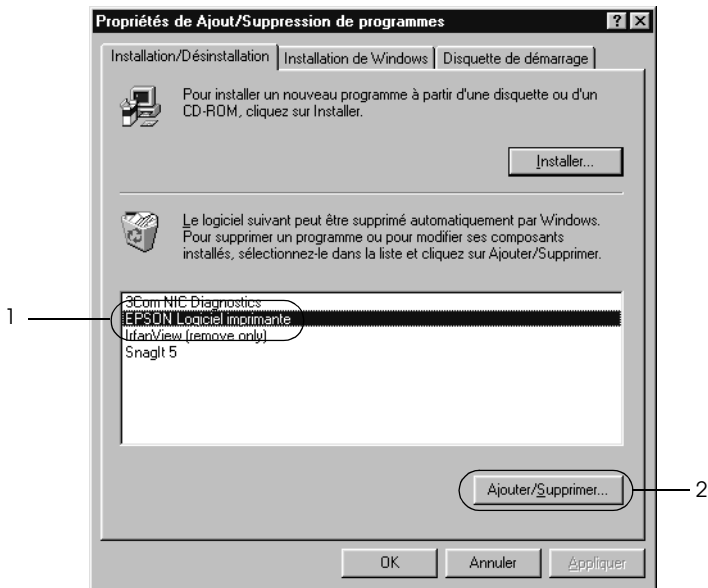 Propriétés de Ajout/Suppression de programmes
Installation/Désinstallation Installation de Windows Disquette de démarrage
Pour installer un nouveau programme à partir d'une disquette ou d'un
CD-ROM, cliquez sur Installer.
Installer...
Le logiciel suivant peut être supprimé automatiquement par Windows.
Pour supprimer un programme ou pour modifier ses composants
installés, sélectionnez-le dans la liste et cliquez sur Ajouter/Supprimer.
3Com NIC Diagnostics
1 EPSON Logiciel imprimante
IrfanView (remove only)
SnagIt 5
Ajouter/Supprimer... 2
OK Annuler Appliquer